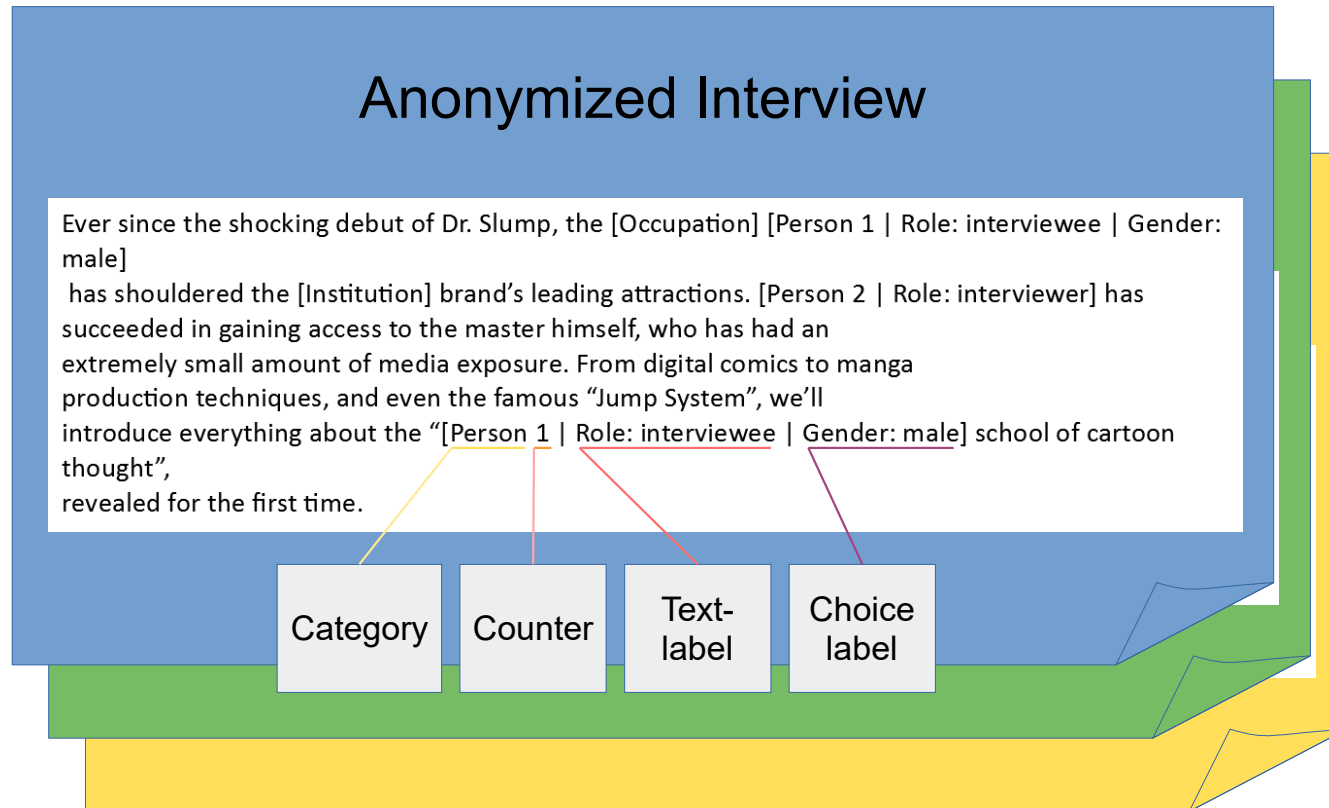 Anonymized Interview
Ever since the shocking debut of Dr. Slump, the [Occupation] [Person 1 | Role: interviewee | Gender:
male]
has shouldered the [Institution] brand’s leading attractions. [Person 2 | Role: interviewer] has
succeeded in gaining access to the master himself, who has had an
extremely small amount of media exposure. From digital comics to manga
production techniques, and even the famous “Jump System”, we’ll
introduce everything about the “[Person 1 | Role: interviewee | Gender: male] school of cartoon
thought”,
revealed for the first time.
Category
Counter
Text-
label
Choice
label